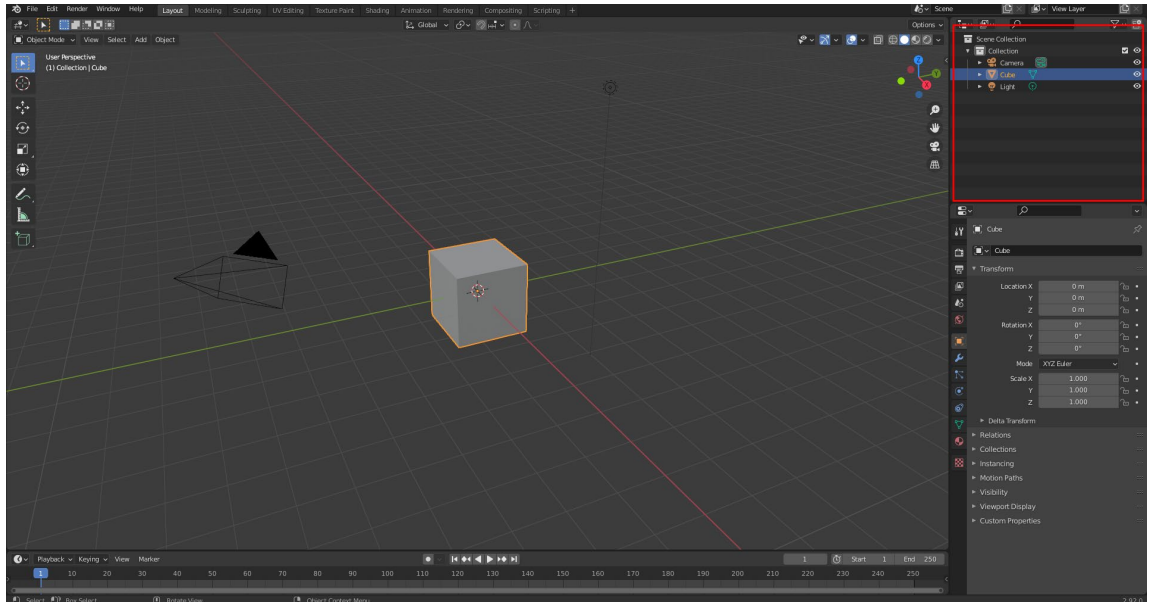 File Edit Render Window Help Layout Modeling Sculpting UV Editing Texture Paint Shading Animation Rendering Compositing Scripting + Scene View Layer
Global Options
Object Mode View Select Add Object
User Perspective
(1) Collection | Cube
Z
Y
X
Scene Collection
Collection
Camera
Cube
Light
Cube
Cube
Transform
Location X 0 m
Y 0 m
Z 0 m
Rotation X 0°
Y 0°
Z 0°
Mode XYZ Euler
Scale X 1.000
Y 1.000
Z 1.000
Delta Transform
Relations
Collections
Instancing
Motion Paths
Visibility
Viewport Display
Custom Properties
Playback Keying View Marker 1 Start 1 End 250
1 10 20 30 40 50 60 70 80 90 100 110 120 130 140 150 160 170 180 190 200 210 220 230 240 250
Select Box Select Rotate View Object Context Menu 2.92.0